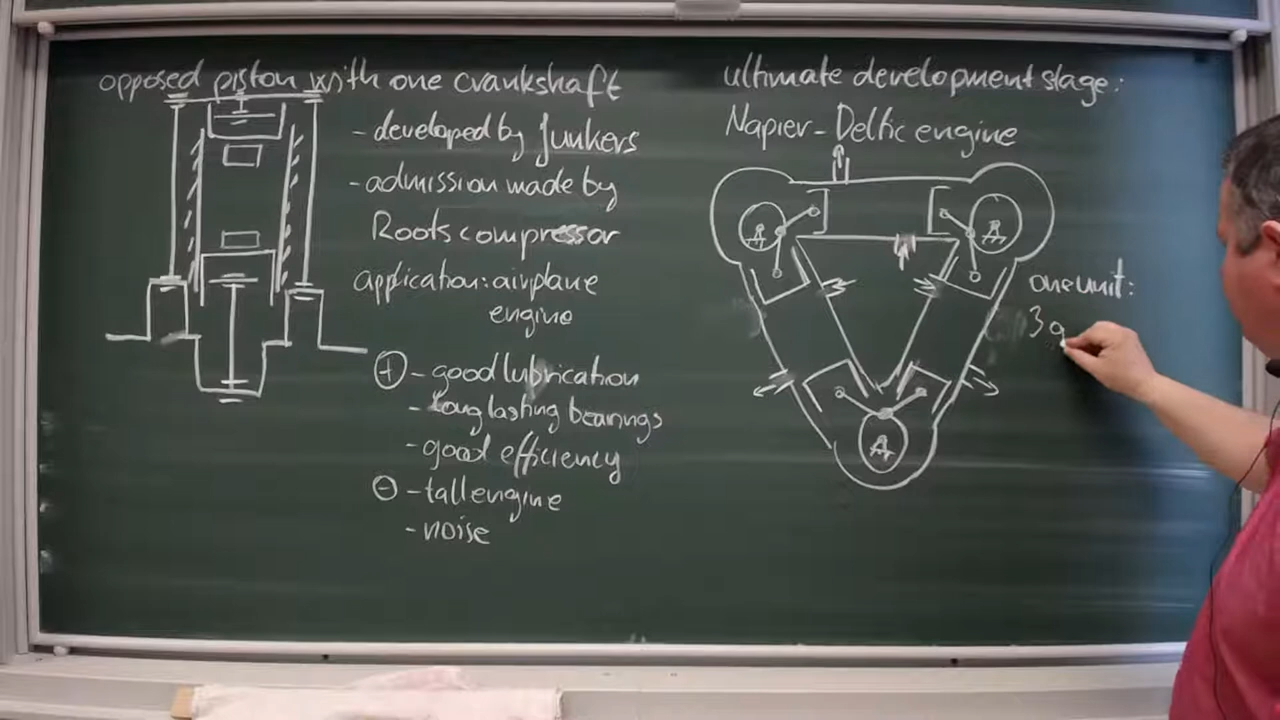 opposed piston with one crankshaft
- developed by Junkers
- admission made by
Roots compressor
application: airplane
engine
+ - good lubrication
- long lasting bearings
- good efficiency
⊖ - tall engine
- noise
ultimate development stage:
Napier - Deltic engine
one unit:
3